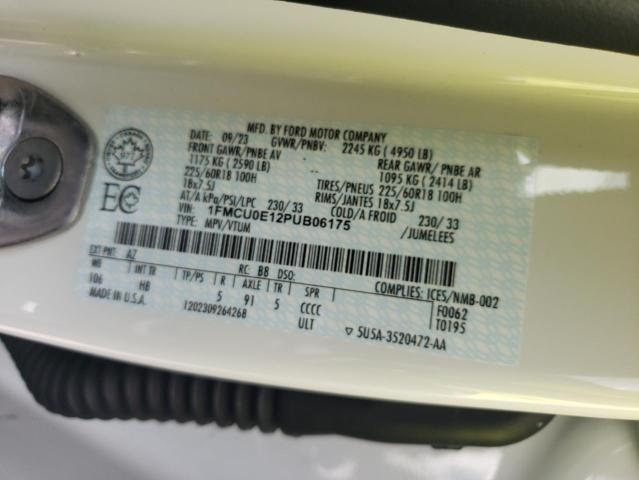 MFD. BY FORD MOTOR COMPANY
DATE: 09/23 GVWR/PNBV: 2245 KG ( 4950 LB)
FRONT GAWR/PNBE AV REAR GAWR/ PNBE AR
1175 KG ( 2590 LB) 1095 KG ( 2414 LB)
225/60R18 100H TIRES/PNEUS 225/60R18 100H
18x7.5J RIMS/JANTES 18x7.5J
AT/A kPa/PSI/LPC 230/ 33 COLD/A FROID 230/ 33
VIN: 1FMCU0E12PUB06175 /JUMELEES
TYPE: MPV/VTUM
EC
EXT PNT: AZ RC: B8 DSO: COMPLIES: ICES/NMB-002
WB INT TR TP/PS R AXLE TR SPR F0062
106 HB 5 91 5 CCCC T0195
MADE IN U.S.A. ULT
1202309264268 5U5A-3520472-AA